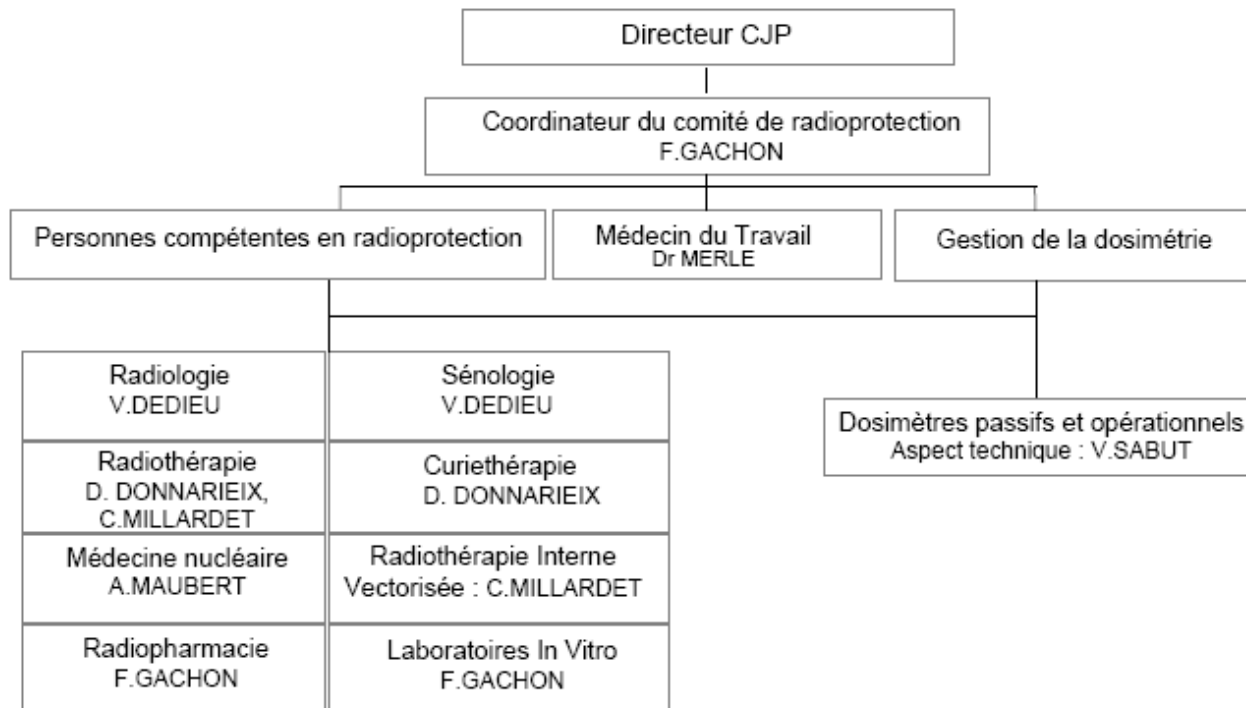 Directeur CJP
Coordinateur du comité de radioprotection
F.GACHON
Personnes compétentes en radioprotection
Médecin du Travail
Dr MERLE
Gestion de la dosimétrie
Radiologie
V.DEDIEU
Sénologie
V.DEDIEU
Radiothérapie
D. DONNARIEIX,
C.MILLARDET
Curiethérapie
D. DONNARIEIX
Médecine nucléaire
A.MAUBERT
Radiothérapie Interne
Vectorisée : C.MILLARDET
Radiopharmacie
F.GACHON
Laboratoires In Vitro
F.GACHON
Dosimètres passifs et opérationnels
Aspect technique : V.SABUT